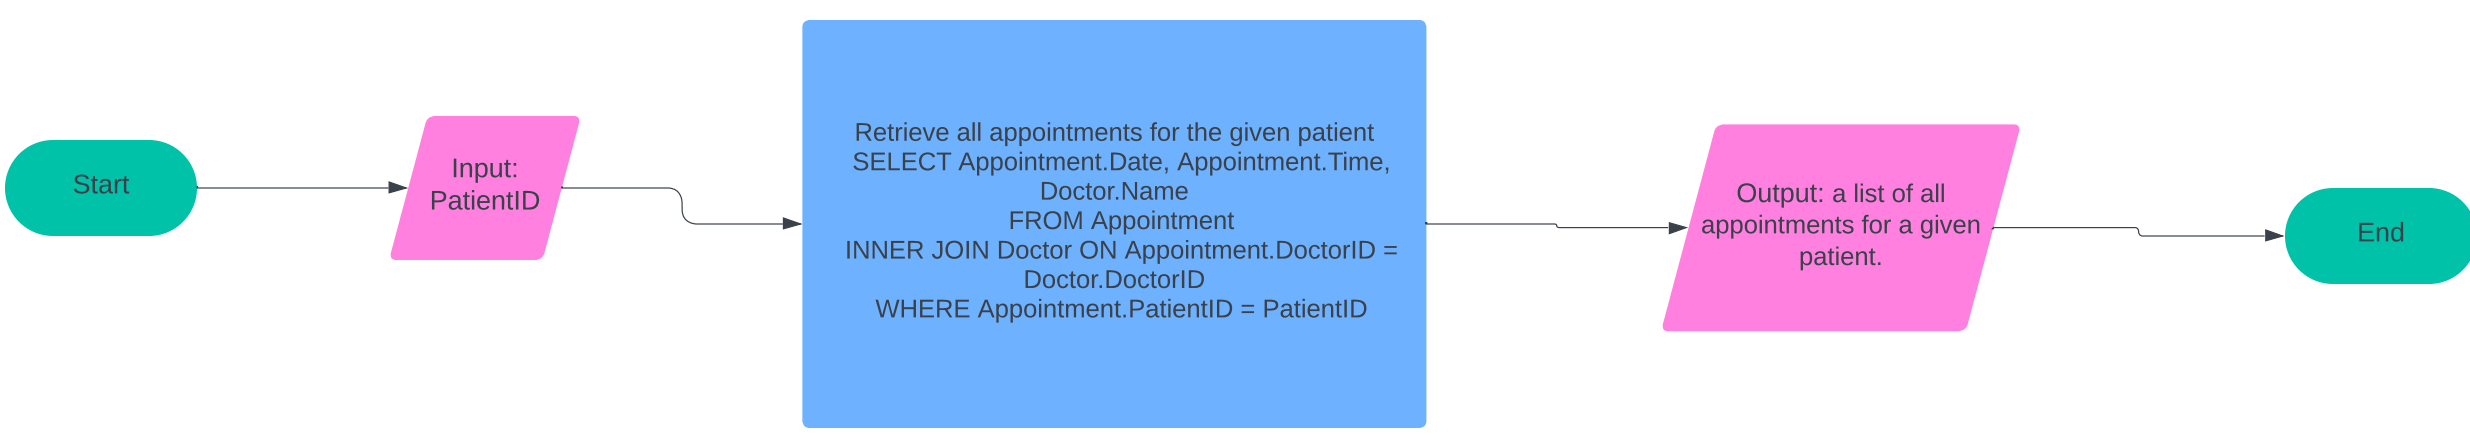 Start
Input:
PatientID
Retrieve all appointments for the given patient
SELECT Appointment.Date, Appointment.Time,
Doctor.Name
FROM Appointment
INNER JOIN Doctor ON Appointment.DoctorID =
Doctor.DoctorID
WHERE Appointment.PatientID = PatientID
Output: a list of all
appointments for a given
patient.
End